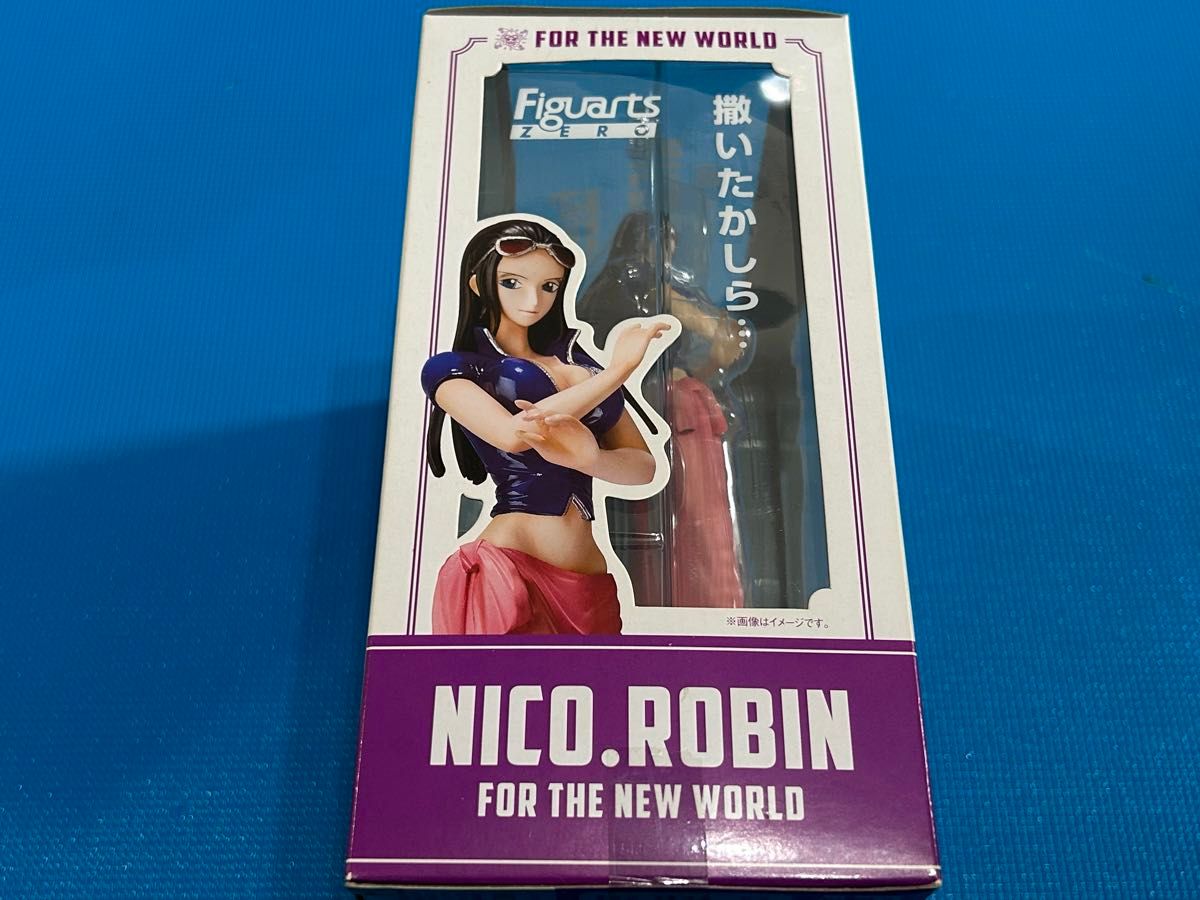 FOR THE NEW WORLD
Figuarts
ZERO
撒いたかしら…
※画像はイメージです。
NICO.ROBIN
FOR THE NEW WORLD